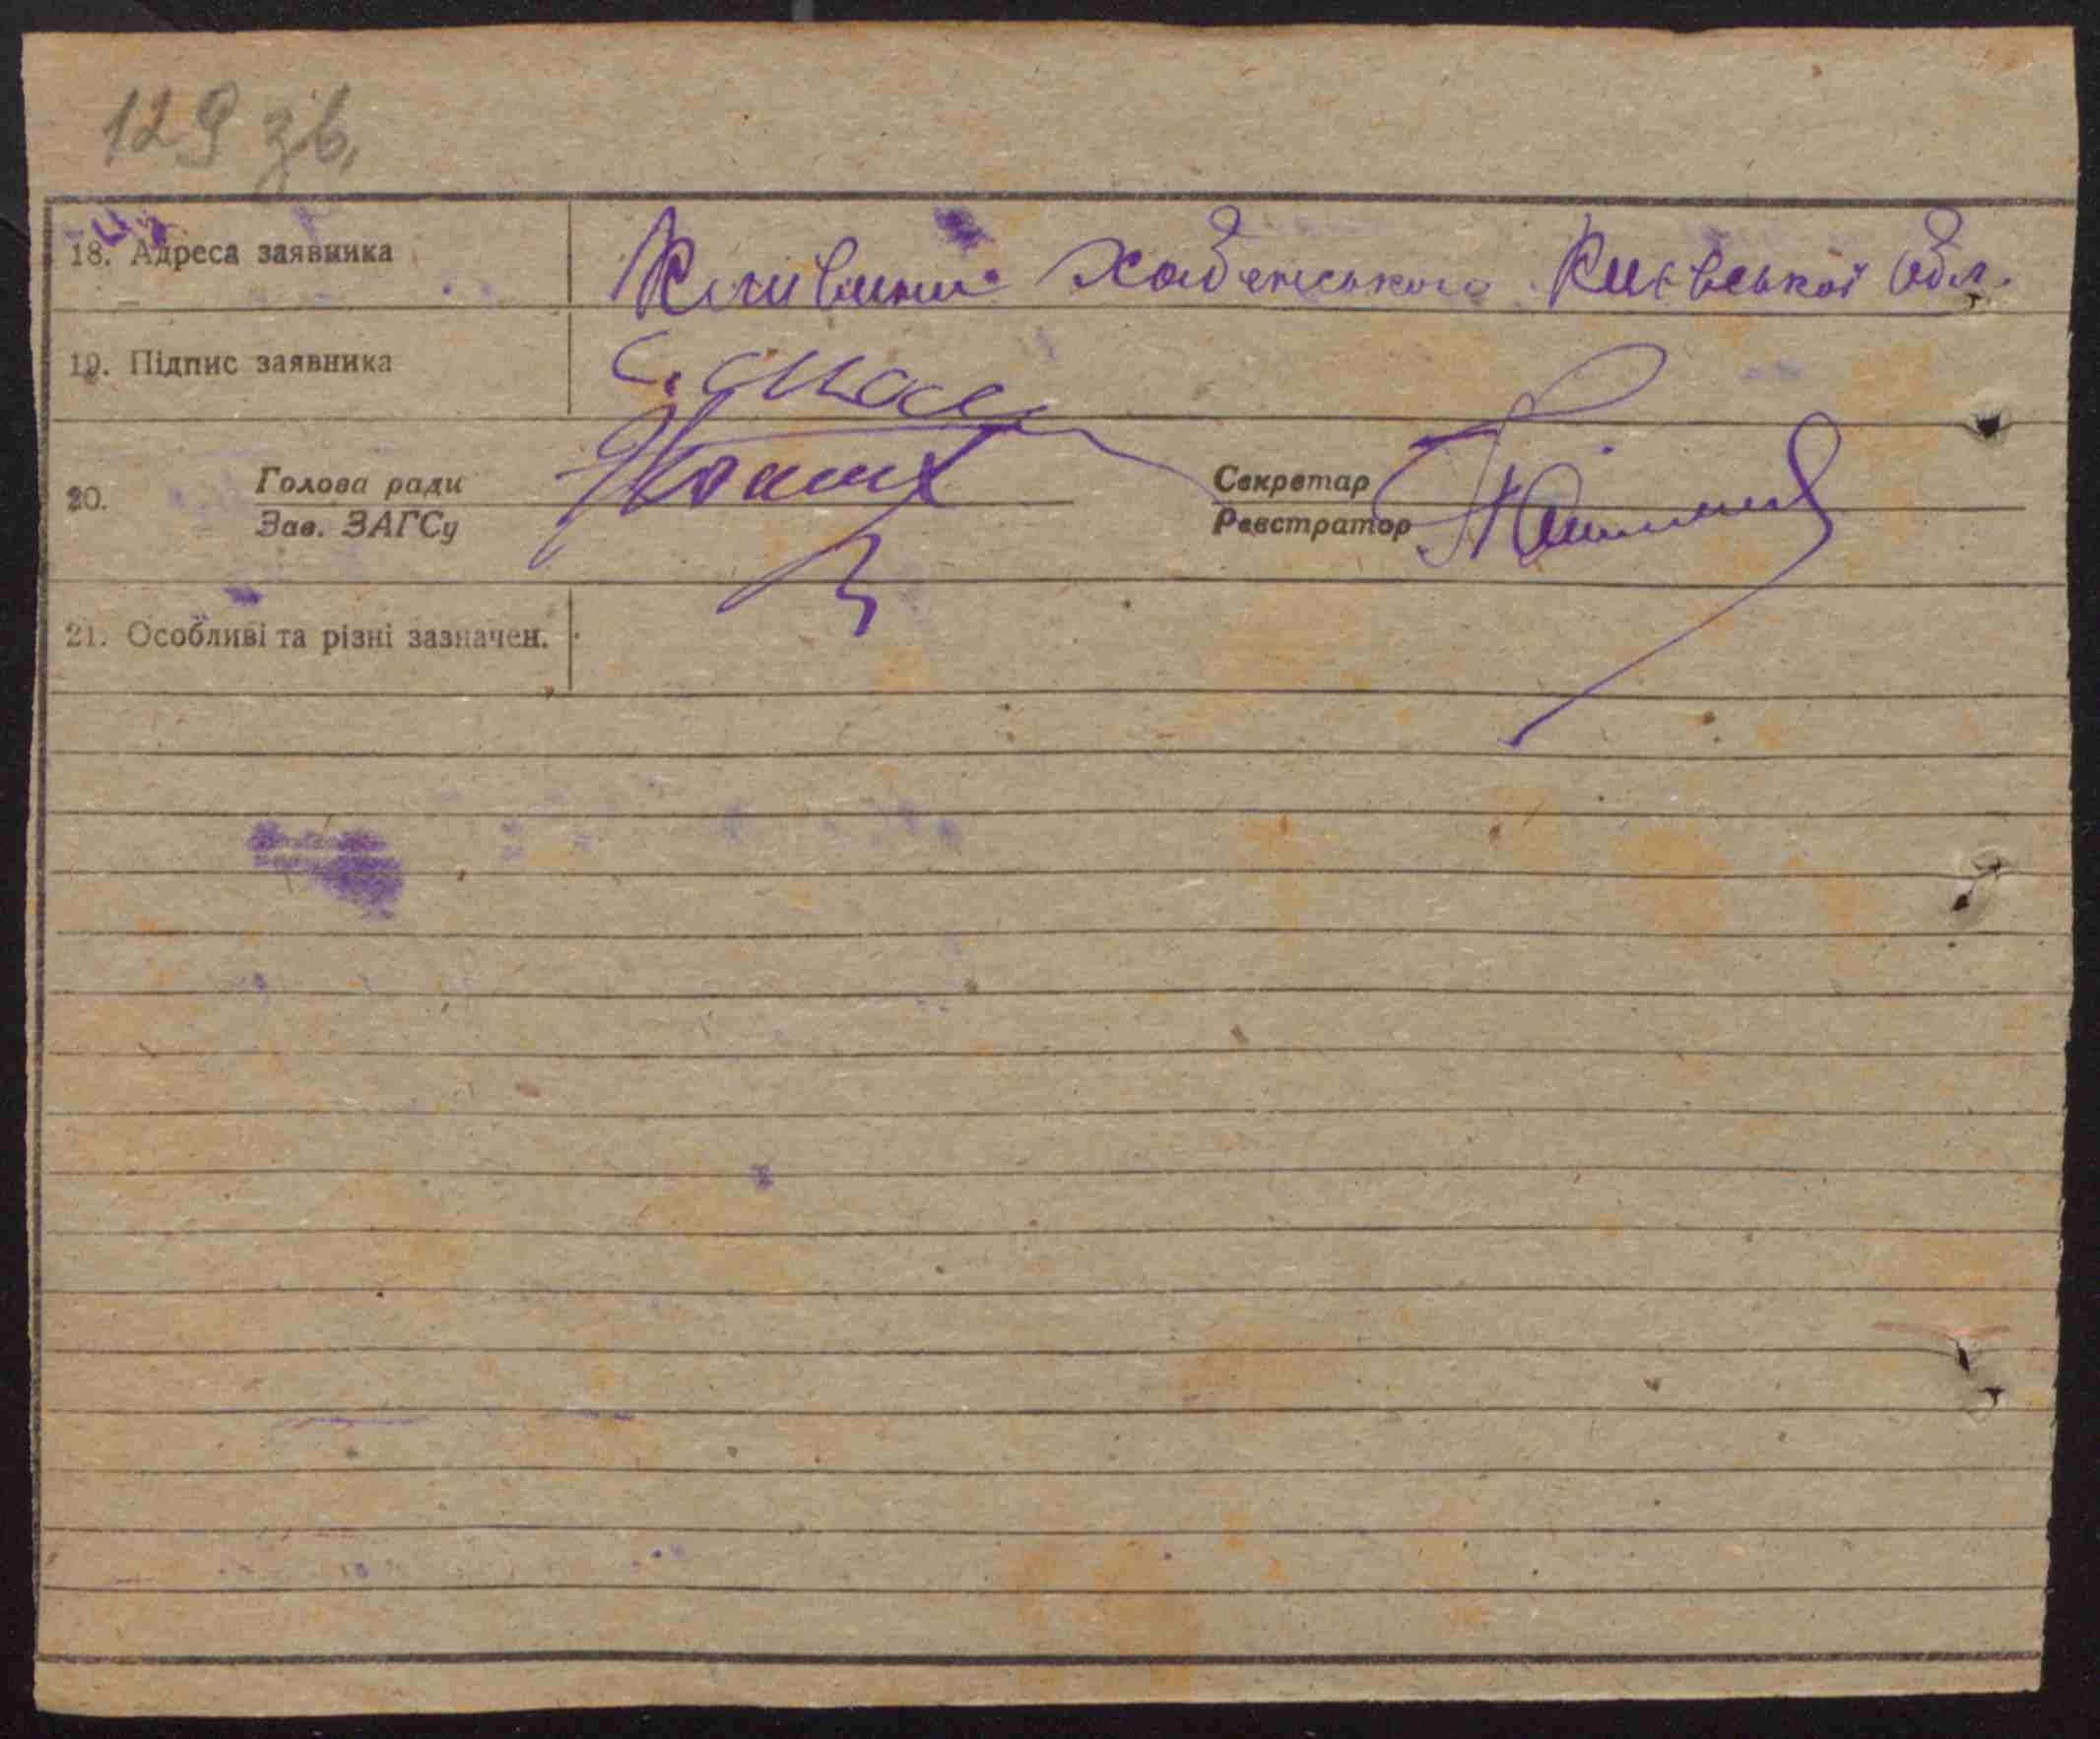 129 зв.
18. Адреса заявника Хабенського Київської обл.
19. Підпис заявника
20. Голова ради Секретар
Зав. ЗАГСу Реєстратор
21. Особливі та різні зазначен.